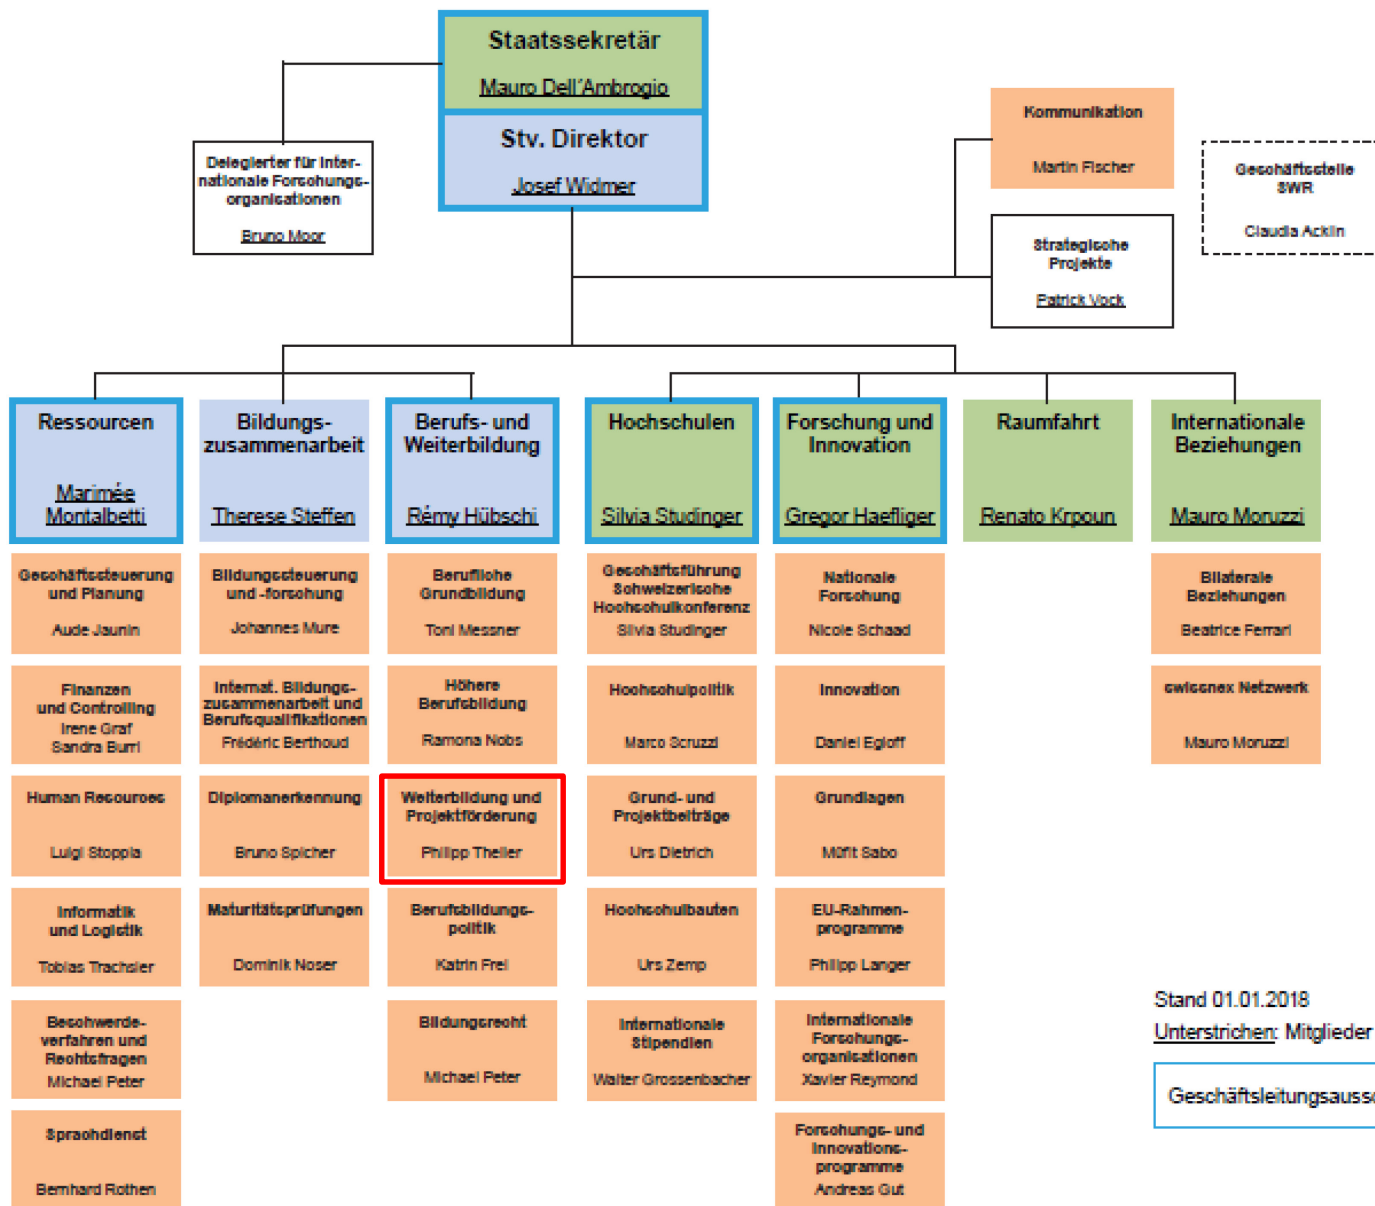 Staatssekretär
Mauro Dell´Ambrogio
Stv. Direktor
Josef Widmer
Delegierter für Inter-
nationale Forschungs-
organisationen
Bruno Moor
Kommunikation
Martin Fischer
Strategische
Projekte
Patrick Vock
Geschäftsstelle
SWR
Claudia Acklin
Ressourcen
Marimée
Montalbetti
Geschäftssteuerung
und Planung
Aude Jaunin
Finanzen
und Controlling
Irene Graf
Sandra Burri
Human Resources
Luigi Stoppia
Informatik
und Logistik
Tobias Trachsler
Beschwerde-
verfahren und
Rechtsfragen
Michael Peter
Sprachdienst
Bernhard Rothen
Bildungs-
zusammenarbeit
Therese Steffen
Bildungssteuerung
und -forschung
Johannes Mure
Internat. Bildungs-
zusammenarbeit und
Berufsqualifikationen
Frédéric Berthoud
Diplomanerkennung
Bruno Spicher
Maturitätsprüfungen
Dominik Noser
Berufs- und
Weiterbildung
Rémy Hübschi
Berufliche
Grundbildung
Toni Messner
Höhere
Berufsbildung
Ramona Nobs
Weiterbildung und
Projektförderung
Philipp Theiler
Berufsbildungs-
politik
Katrin Frei
Bildungsrecht
Michael Peter
Hochschulen
Silvia Studinger
Geschäftsführung
Schweizerische
Hochschulkonferenz
Silvia Studinger
Hochschulpolitik
Marco Scruzzi
Grund- und
Projektbeiträge
Urs Dietrich
Hochschulbauten
Urs Zemp
Internationale
Stipendien
Walter Grossenbacher
Forschung und
Innovation
Gregor Haefliger
Nationale
Forschung
Nicole Schaad
Innovation
Daniel Egloff
Grundlagen
Müfit Sabo
EU-Rahmen-
programme
Philipp Langer
Internationale
Forschungs-
organisationen
Xavier Reymond
Forschungs- und
Innovations-
programme
Andreas Gut
Raumfahrt
Renato Krpoun
Internationale
Beziehungen
Mauro Moruzzi
Bilaterale
Beziehungen
Beatrice Ferrari
swissnex Netzwerk
Mauro Moruzzi
Stand 01.01.2018
Unterstrichen: Mitglieder
Geschäftsleitungsaussc